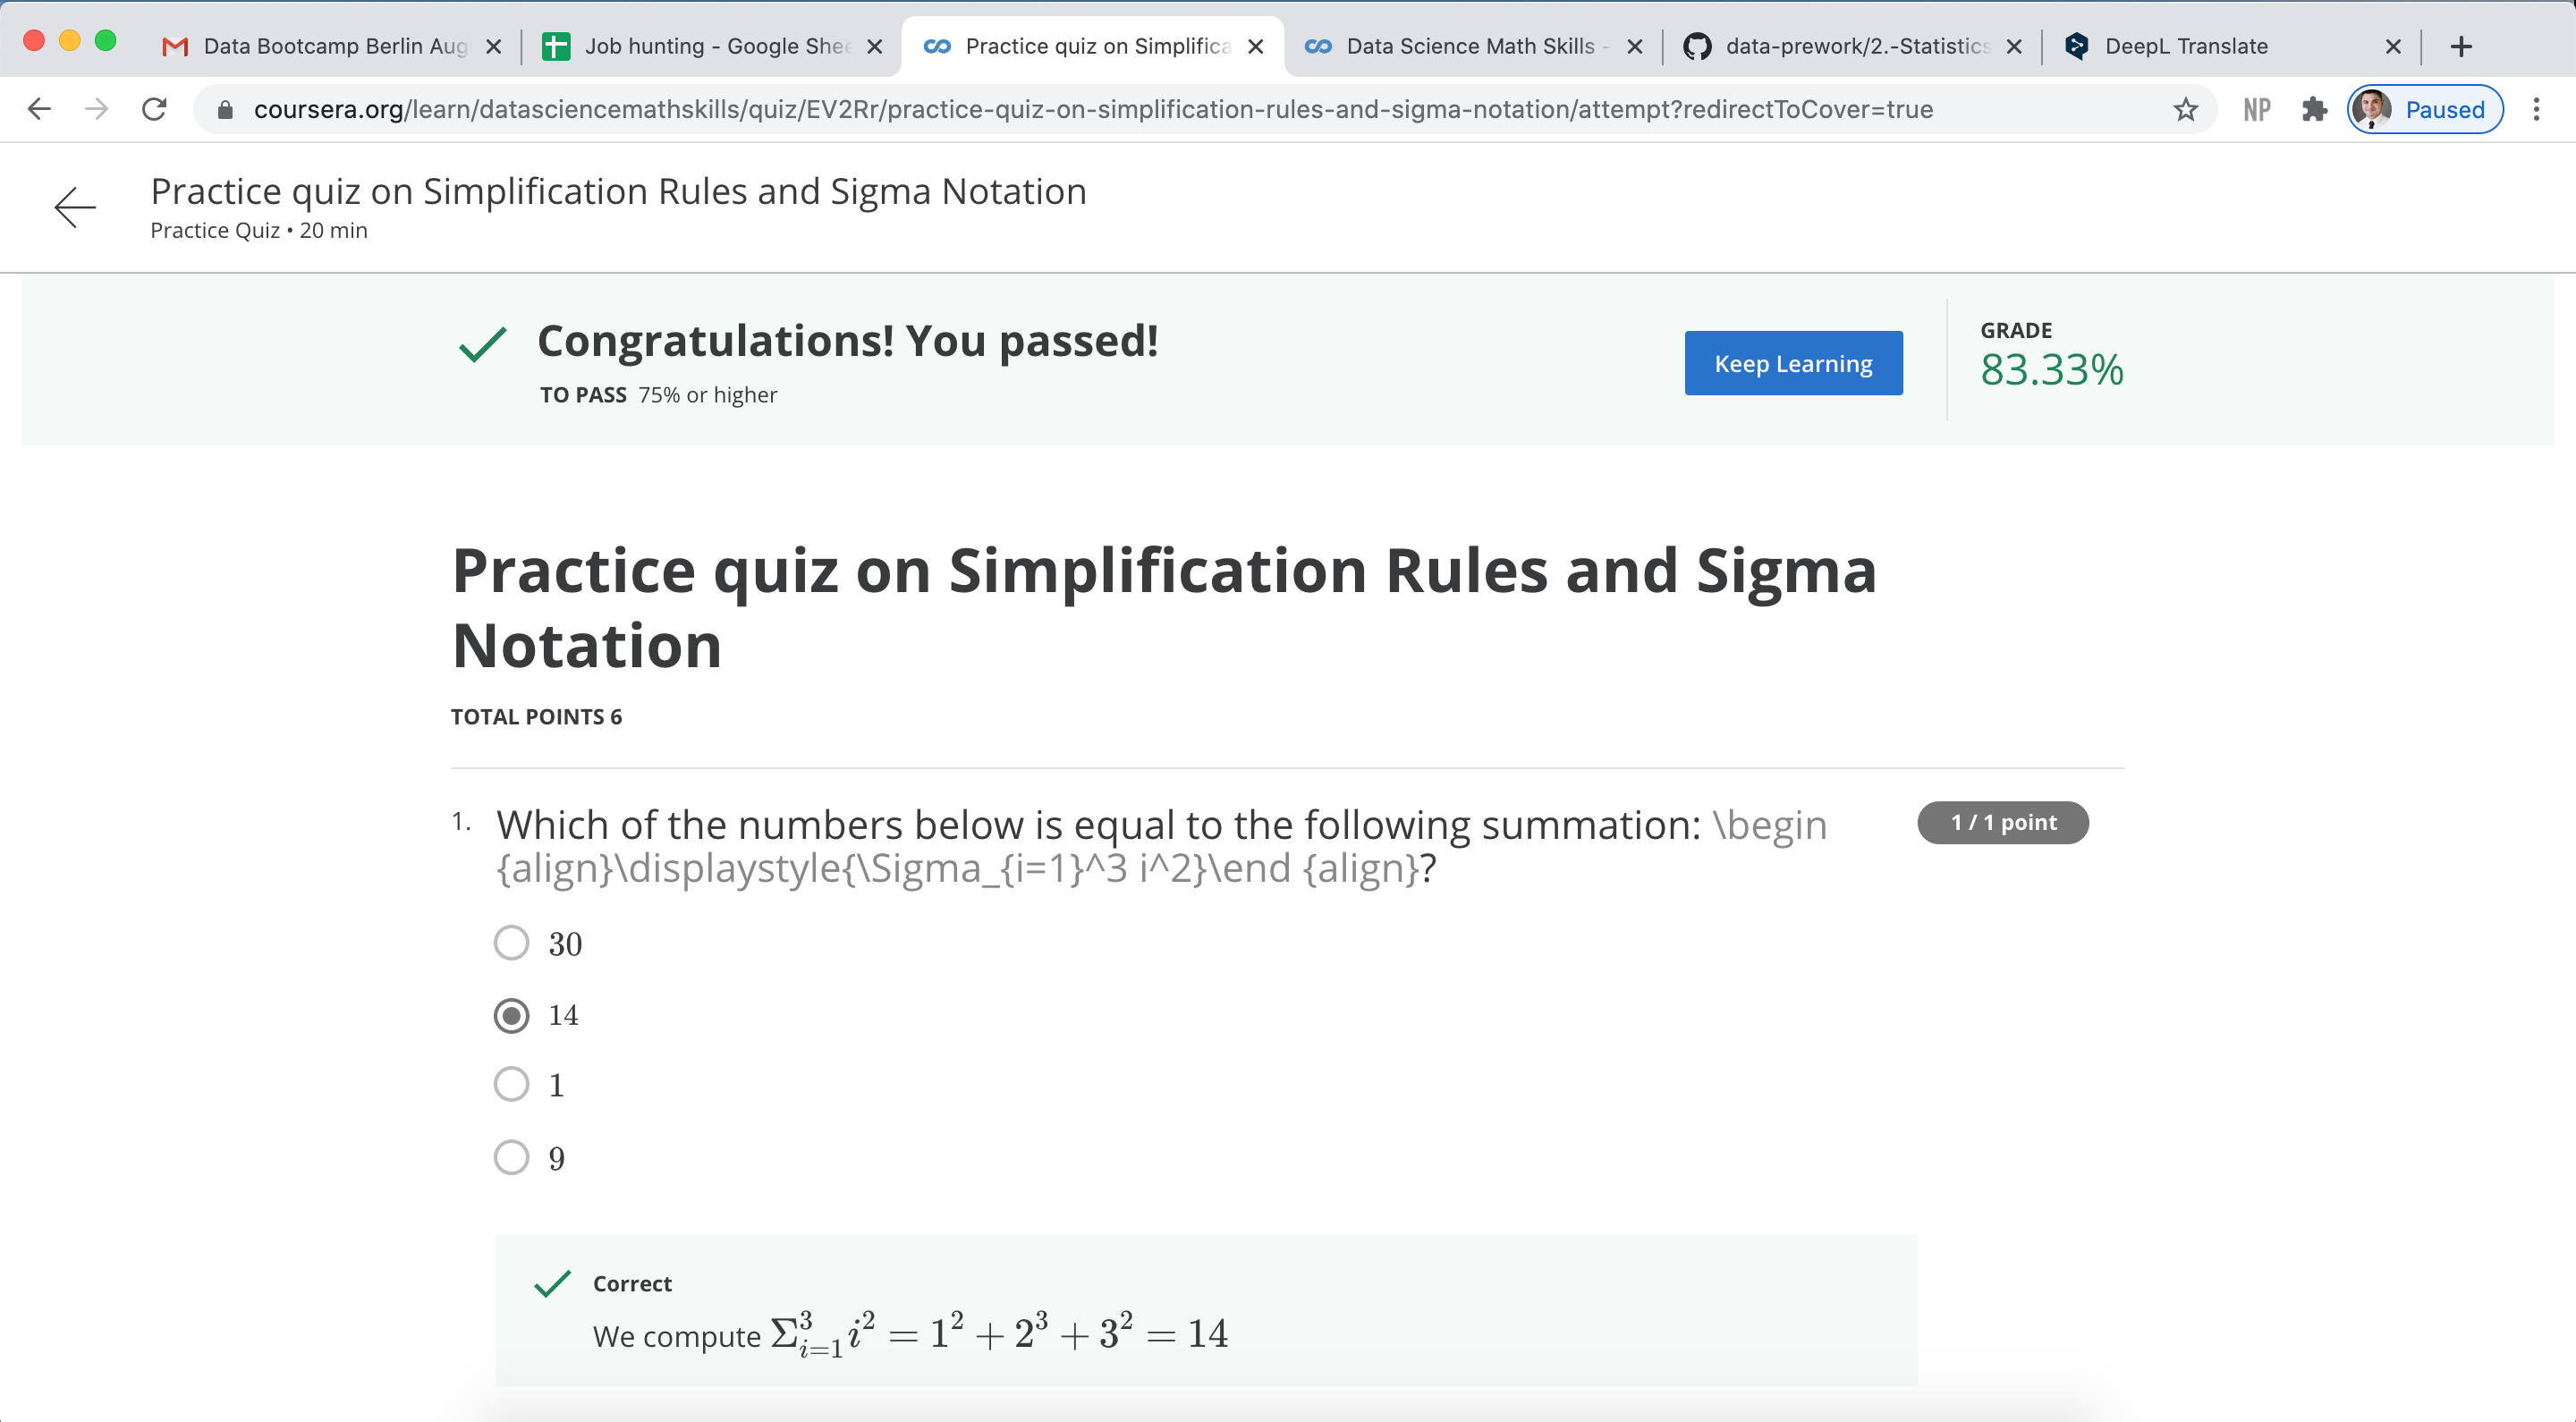 Data Bootcamp Berlin Aug
Job hunting - Google Shee
Practice quiz on Simplifica
Data Science Math Skills -
data-prework/2.-Statistics
DeepL Translate
coursera.org/learn/datasciencemathskills/quiz/EV2Rr/practice-quiz-on-simplification-rules-and-sigma-notation/attempt?redirectToCover=true
NP
Paused
Practice quiz on Simplification Rules and Sigma Notation
Practice Quiz • 20 min
Congratulations! You passed!
TO PASS 75% or higher
Keep Learning
GRADE
83.33%
Practice quiz on Simplification Rules and Sigma
Notation
TOTAL POINTS 6
1. Which of the numbers below is equal to the following summation: \begin
{align}\displaystyle{\Sigma_{i=1}^3 i^2}\end {align}?
1 / 1 point
30
14
1
9
Correct
We compute Σ_{i=1}^3 i^2 = 1^2 + 2^3 + 3^2 = 14